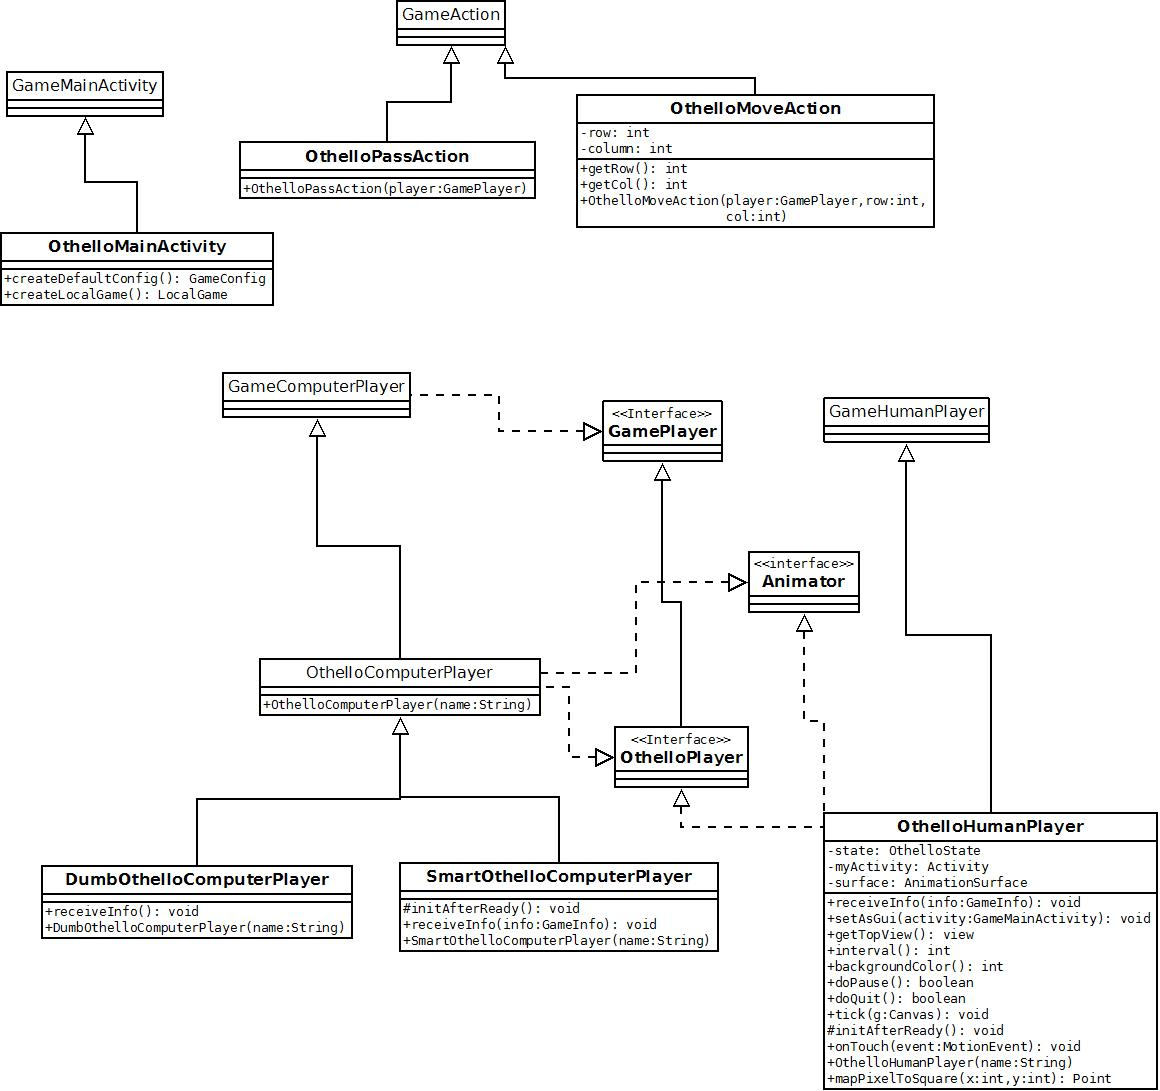 GameAction
GameMainActivity
OthelloMoveAction
-row: int
-column: int
+getRow(): int
+getCol(): int
+OthelloMoveAction(player:GamePlayer,row:int,
col:int)
OthelloPassAction
+OthelloPassAction(player:GamePlayer)
OthelloMainActivity
+createDefaultConfig(): GameConfig
+createLocalGame(): LocalGame
GameComputerPlayer
<<Interface>>
GamePlayer
GameHumanPlayer
<<interface>>
Animator
OthelloComputerPlayer
+OthelloComputerPlayer(name:String)
<<Interface>>
OthelloPlayer
DumbOthelloComputerPlayer
+receiveInfo(): void
+DumbOthelloComputerPlayer(name:String)
SmartOthelloComputerPlayer
#initAfterReady(): void
+receiveInfo(info:GameInfo): void
+SmartOthelloComputerPlayer(name:String)
OthelloHumanPlayer
-state: OthelloState
-myActivity: Activity
-surface: AnimationSurface
+receiveInfo(info:GameInfo): void
+setAsGui(activity:GameMainActivity): void
+getTopView(): view
+interval(): int
+backgroundColor(): int
+doPause(): boolean
+doQuit(): boolean
+tick(g:Canvas): void
#initAfterReady(): void
+onTouch(event:MotionEvent): void
+OthelloHumanPlayer(name:String)
+mapPixelToSquare(x:int,y:int): Point